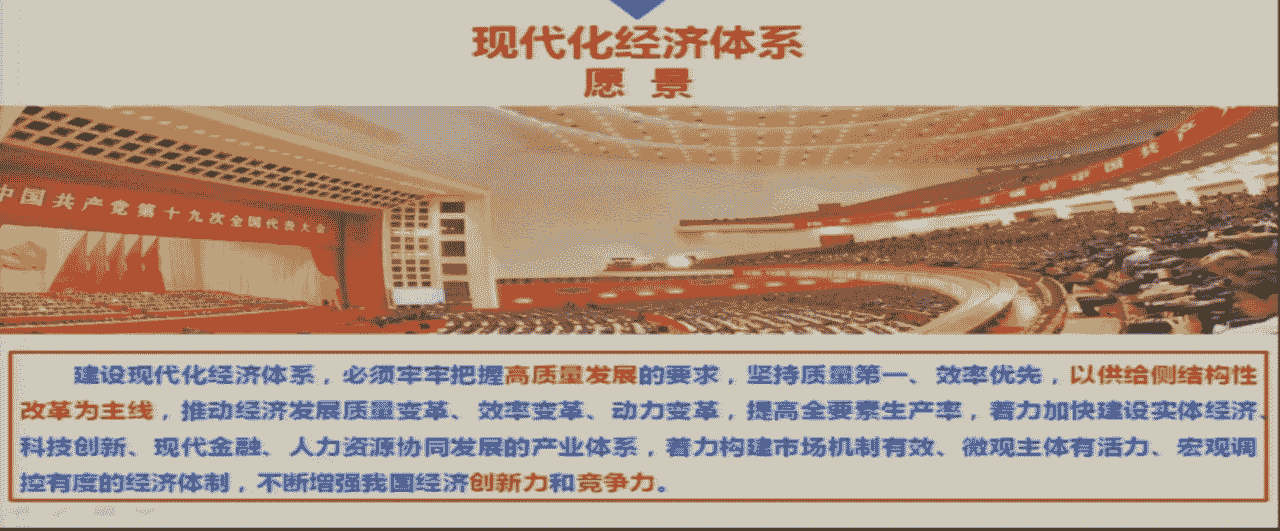 现代化经济体系
愿 景
中国共产党第十九次全国代表大会
的中国共产
建设现代化经济体系，必须牢牢把握高质量发展的要求，坚持质量第一、效率优先，以供给侧结构性
改革为主线，推动经济发展质量变革、效率变革、动力变革，提高全要素生产率，着力加快建设实体经济、
科技创新、现代金融、人力资源协同发展的产业体系，着力构建市场机制有效、微观主体有活力、宏观调
控有度的经济体制，不断增强我国经济创新力和竞争力。